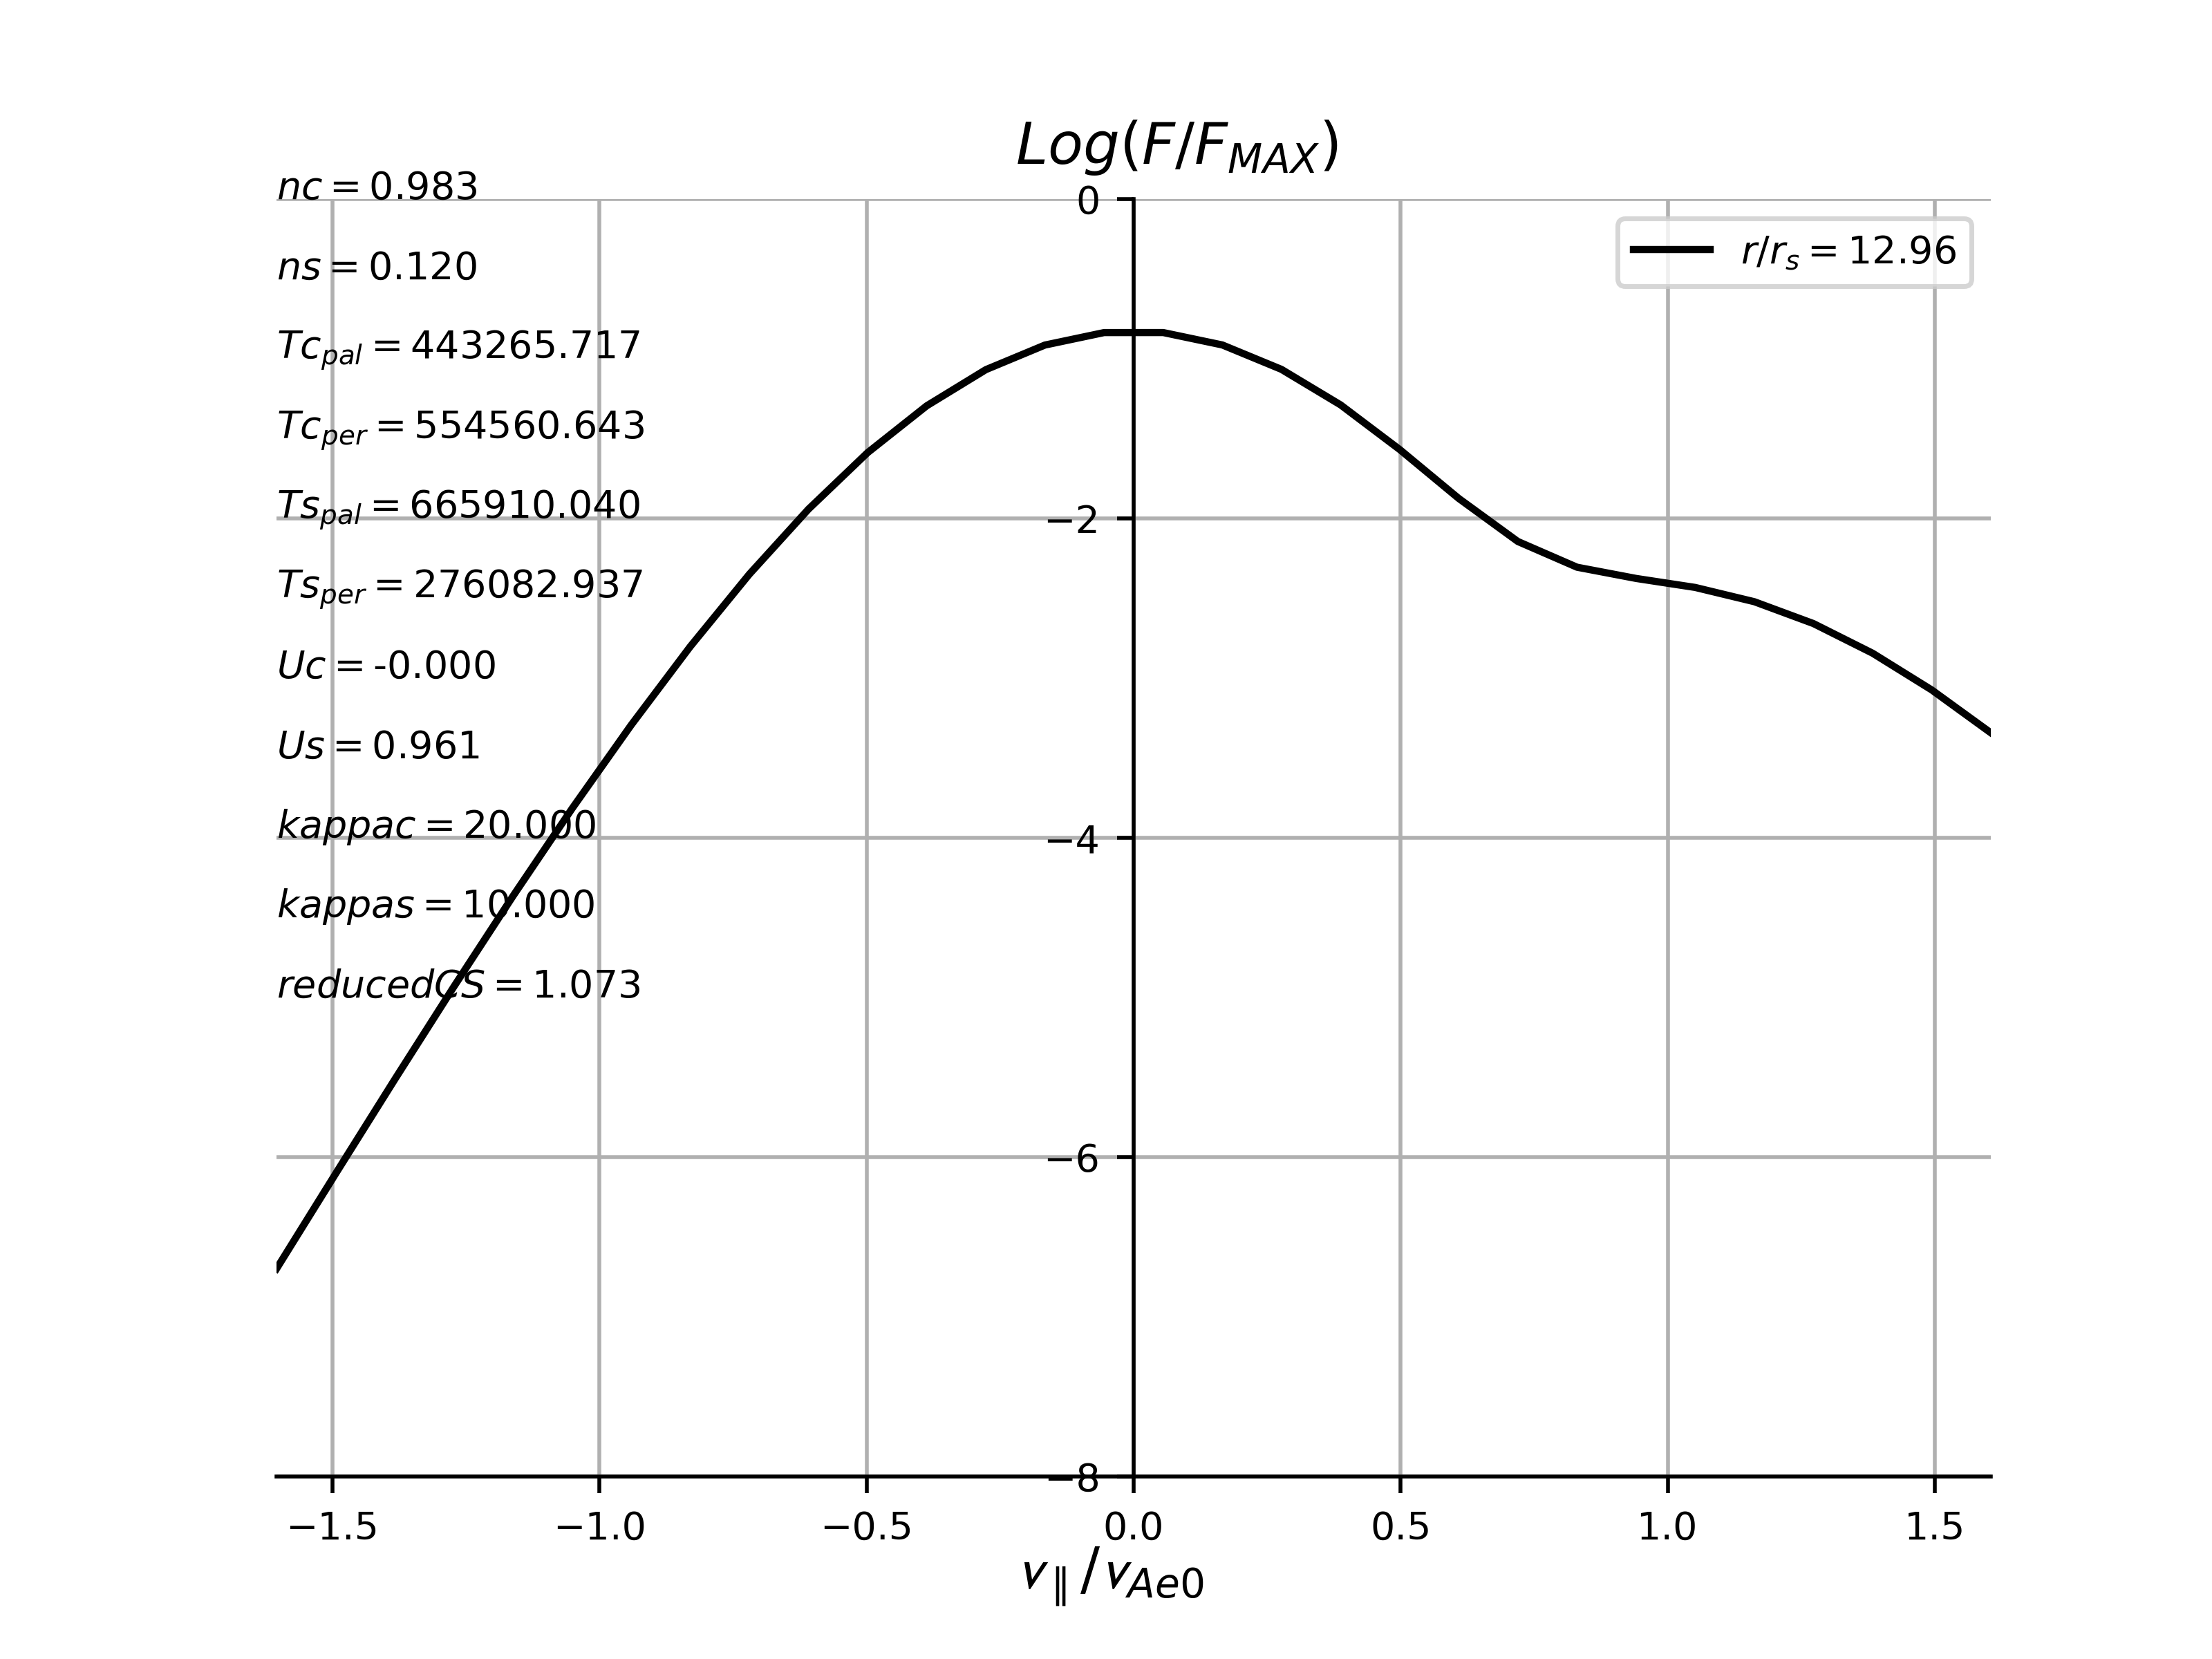 Log(F/F_MAX)
nc = 0.983
ns = 0.120
Tc_pal = 443265.717
Tc_per = 554560.643
Ts_pal = 665910.040
Ts_per = 276082.937
Uc = -0.000
Us = 0.961
kappac = 20.000
kappas = 10.000
reducedCS = 1.073
r/r_s = 12.96
0
−2
−4
−6
−8
−1.5 −1.0 −0.5 0.0 0.5 1.0 1.5
v_∥/v_Ae0